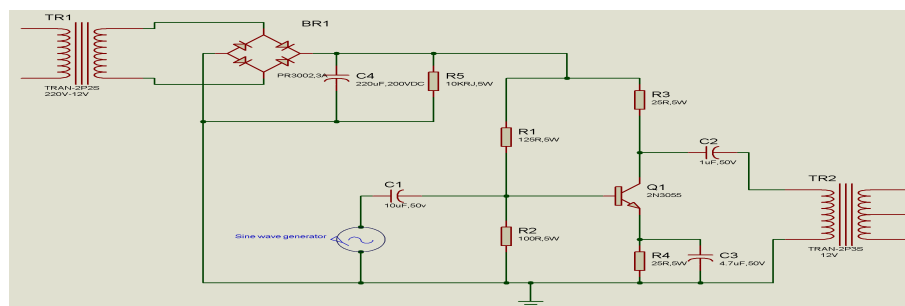 TR1
TRAN-2P2S
220V-12V
BR1
PR3002,3A
C4
220uF,200VDC
R5
10KRJ,5W
R1
125R,5W
R3
25R,5W
C2
1uF,50V
C1
10uF,50v
Q1
2N3055
TR2
TRAN-2P3S
12V
Sine wave generator
R2
100R,5W
R4
25R,5W
C3
4.7uF,50V